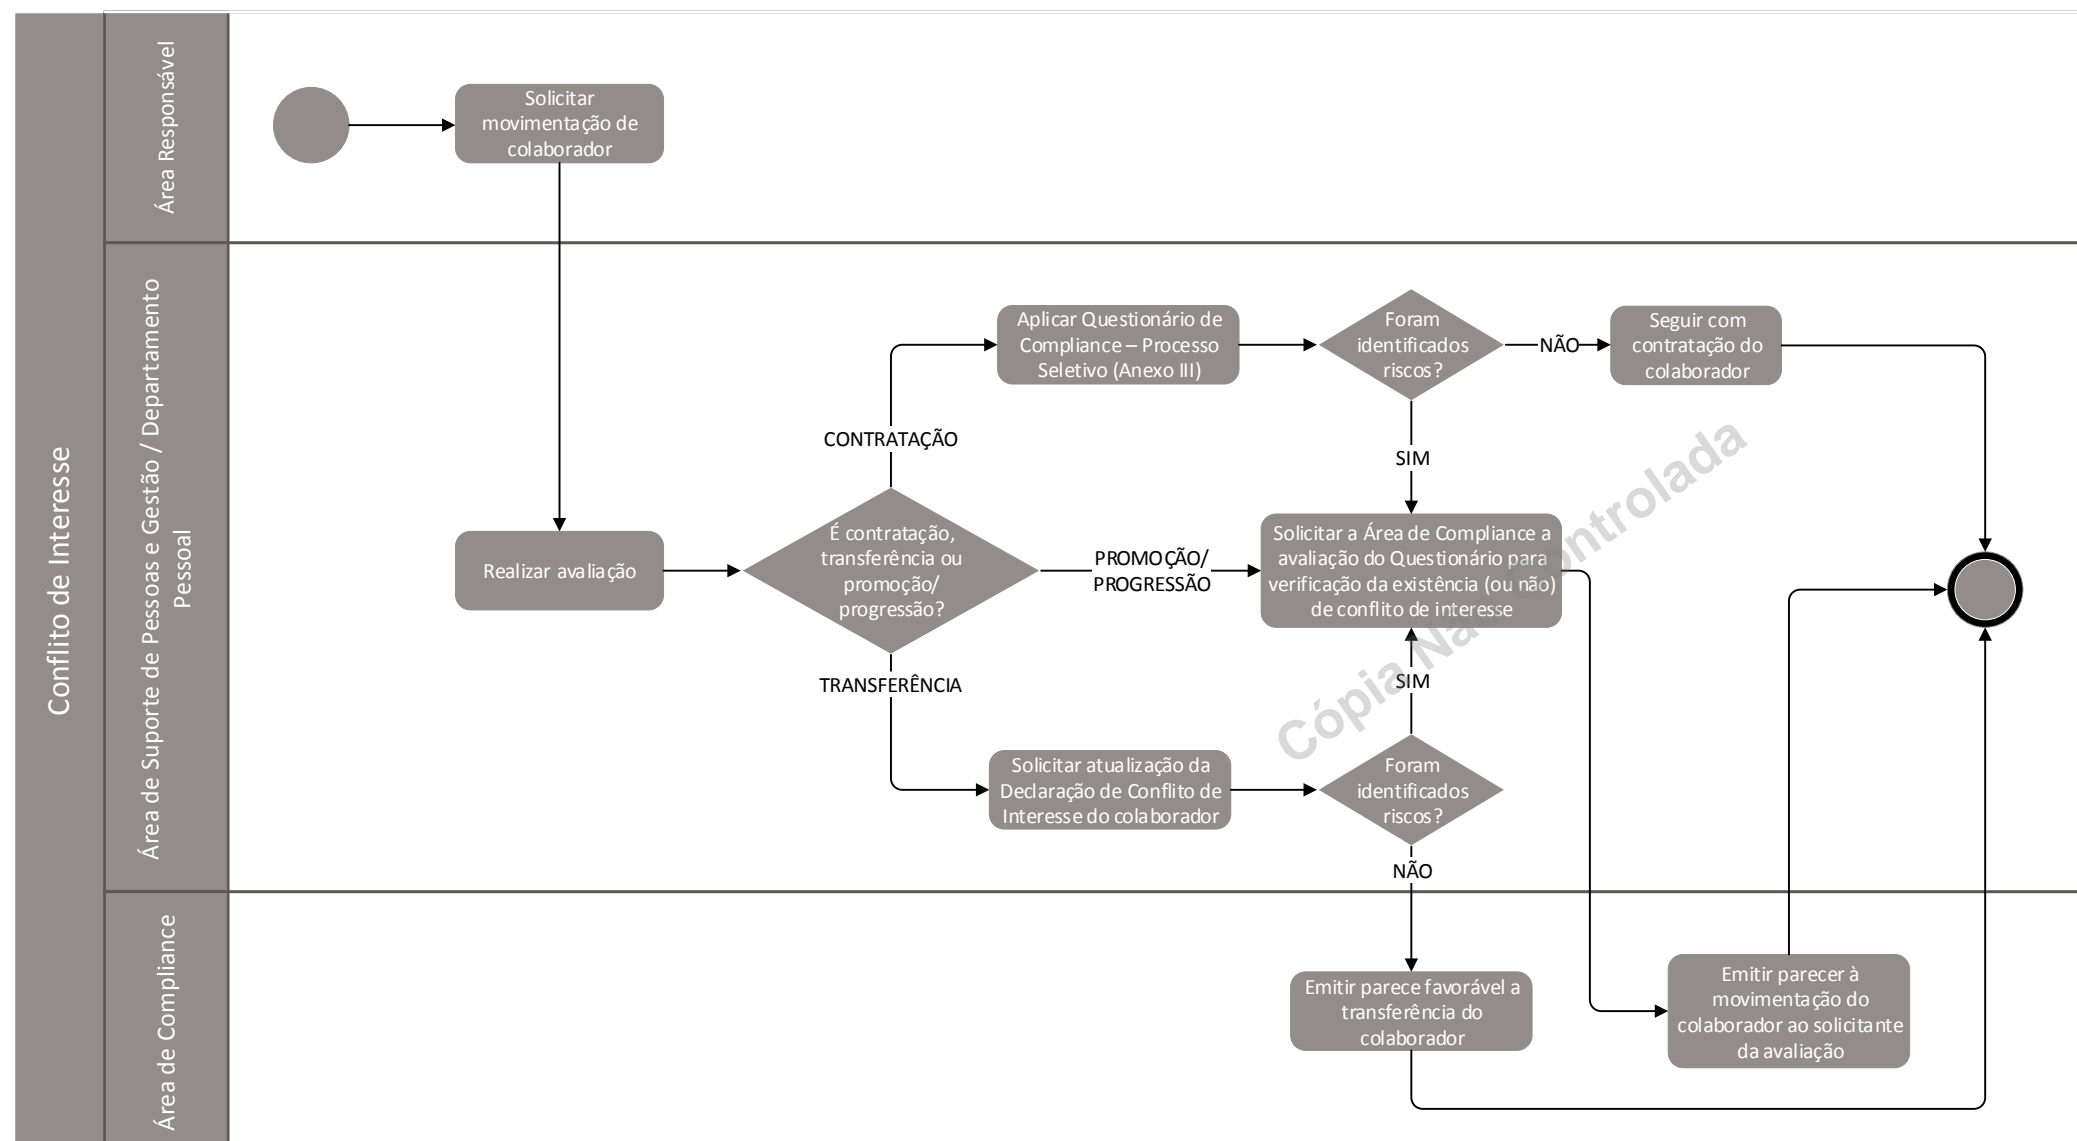 Conflito de Interesse
Área Responsável
Solicitar
movimentação de
colaborador
Área de Suporte de Pessoas e Gestão / Departamento
Pessoal
Realizar avaliação
É contratação,
transferência ou
promoção/
progressão?
CONTRATAÇÃO
Aplicar Questionário de
Compliance – Processo
Seletivo (Anexo III)
Foram
identificados
riscos?
NÃO
Seguir com
contratação do
colaborador
SIM
PROMOÇÃO/
PROGRESSÃO
Solicitar a Área de Compliance a
avaliação do Questionário para
verificação da existência (ou não)
de conflito de interesse
TRANSFERÊNCIA
Solicitar atualização da
Declaração de Conflito de
Interesse do colaborador
Foram
identificados
riscos?
SIM
NÃO
Área de Compliance
Emitir parece favorável a
transferência do
colaborador
Emitir parecer à
movimentação do
colaborador ao solicitante
da avaliação
Cópia Não Controlada